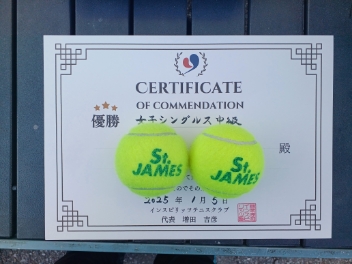 CERTIFICATE
OF COMMENDATION
優勝
女子シングルス中級
殿
St.
JAMES
St.
JAMES
2025年1月5日
インスピリッツテニスクラブ
代表 増田 吉彦